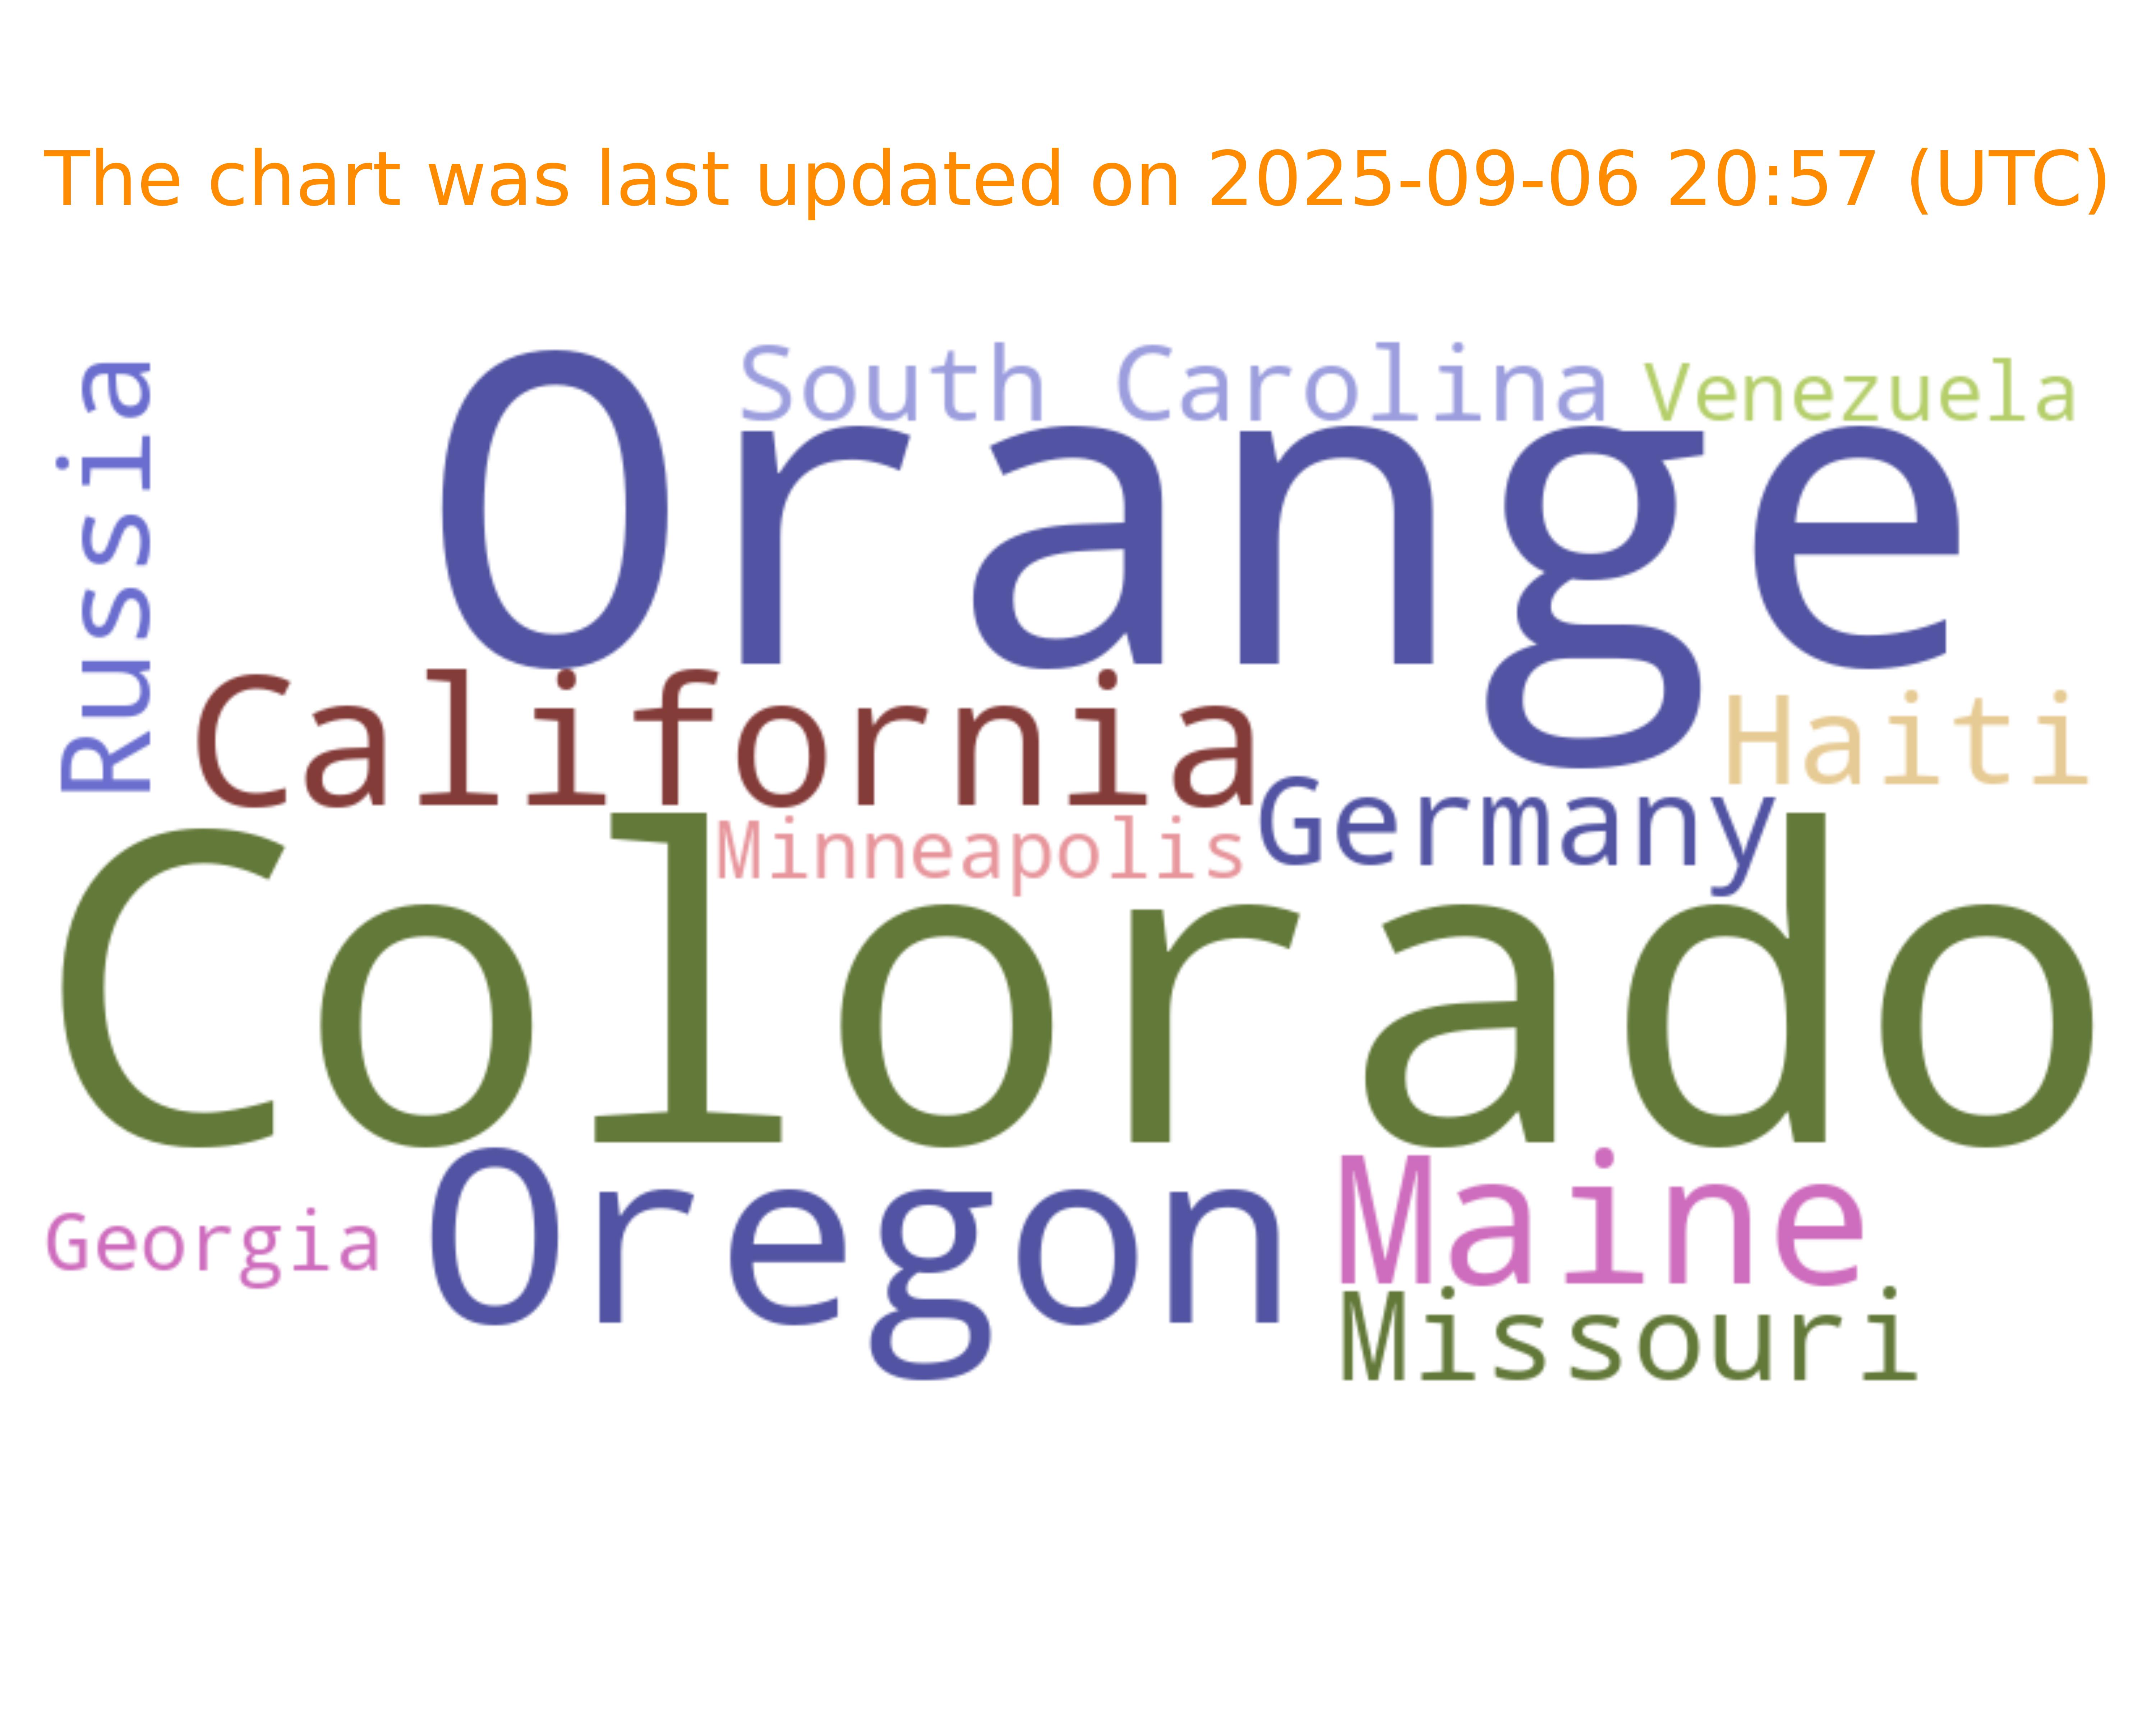 The chart was last updated on 2025-09-06 20:57 (UTC)
Russia
South Carolina
Venezuela
Orange
California
Haiti
Germany
Minneapolis
Colorado
Georgia
Oregon
Maine
Missouri